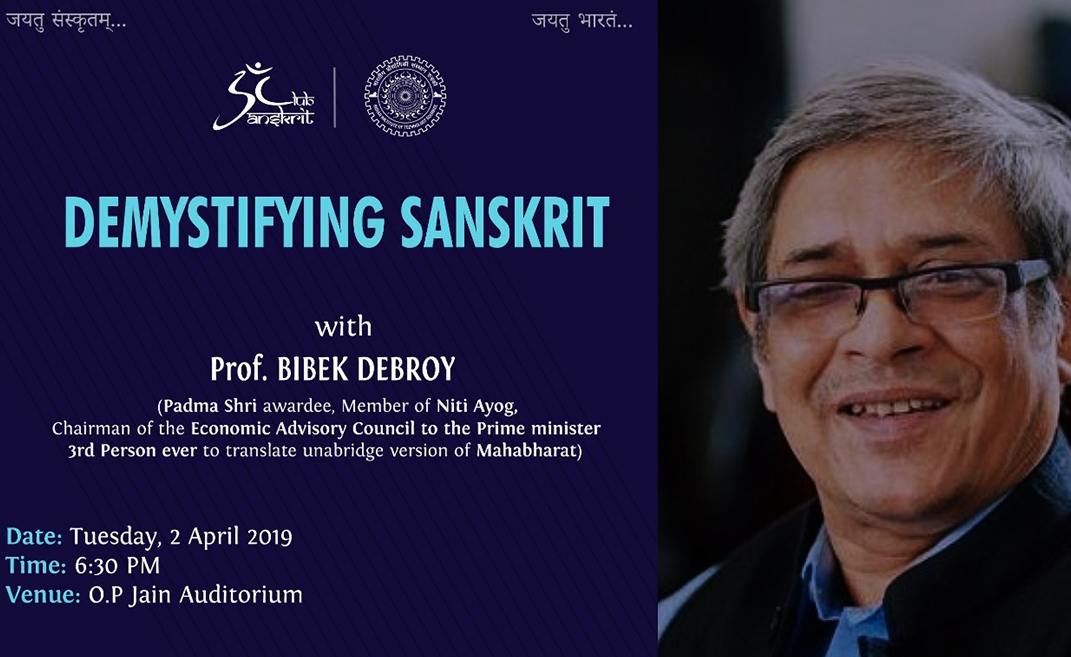 जयतु संस्कृतम्...
जयतु भारतं...
Sanskrit Club
DEMYSTIFYING SANSKRIT
with
Prof. BIBEK DEBROY
(Padma Shri awardee, Member of Niti Ayog,
Chairman of the Economic Advisory Council to the Prime minister
3rd Person ever to translate unabridge version of Mahabharat)
Date: Tuesday, 2 April 2019
Time: 6:30 PM
Venue: O.P Jain Auditorium